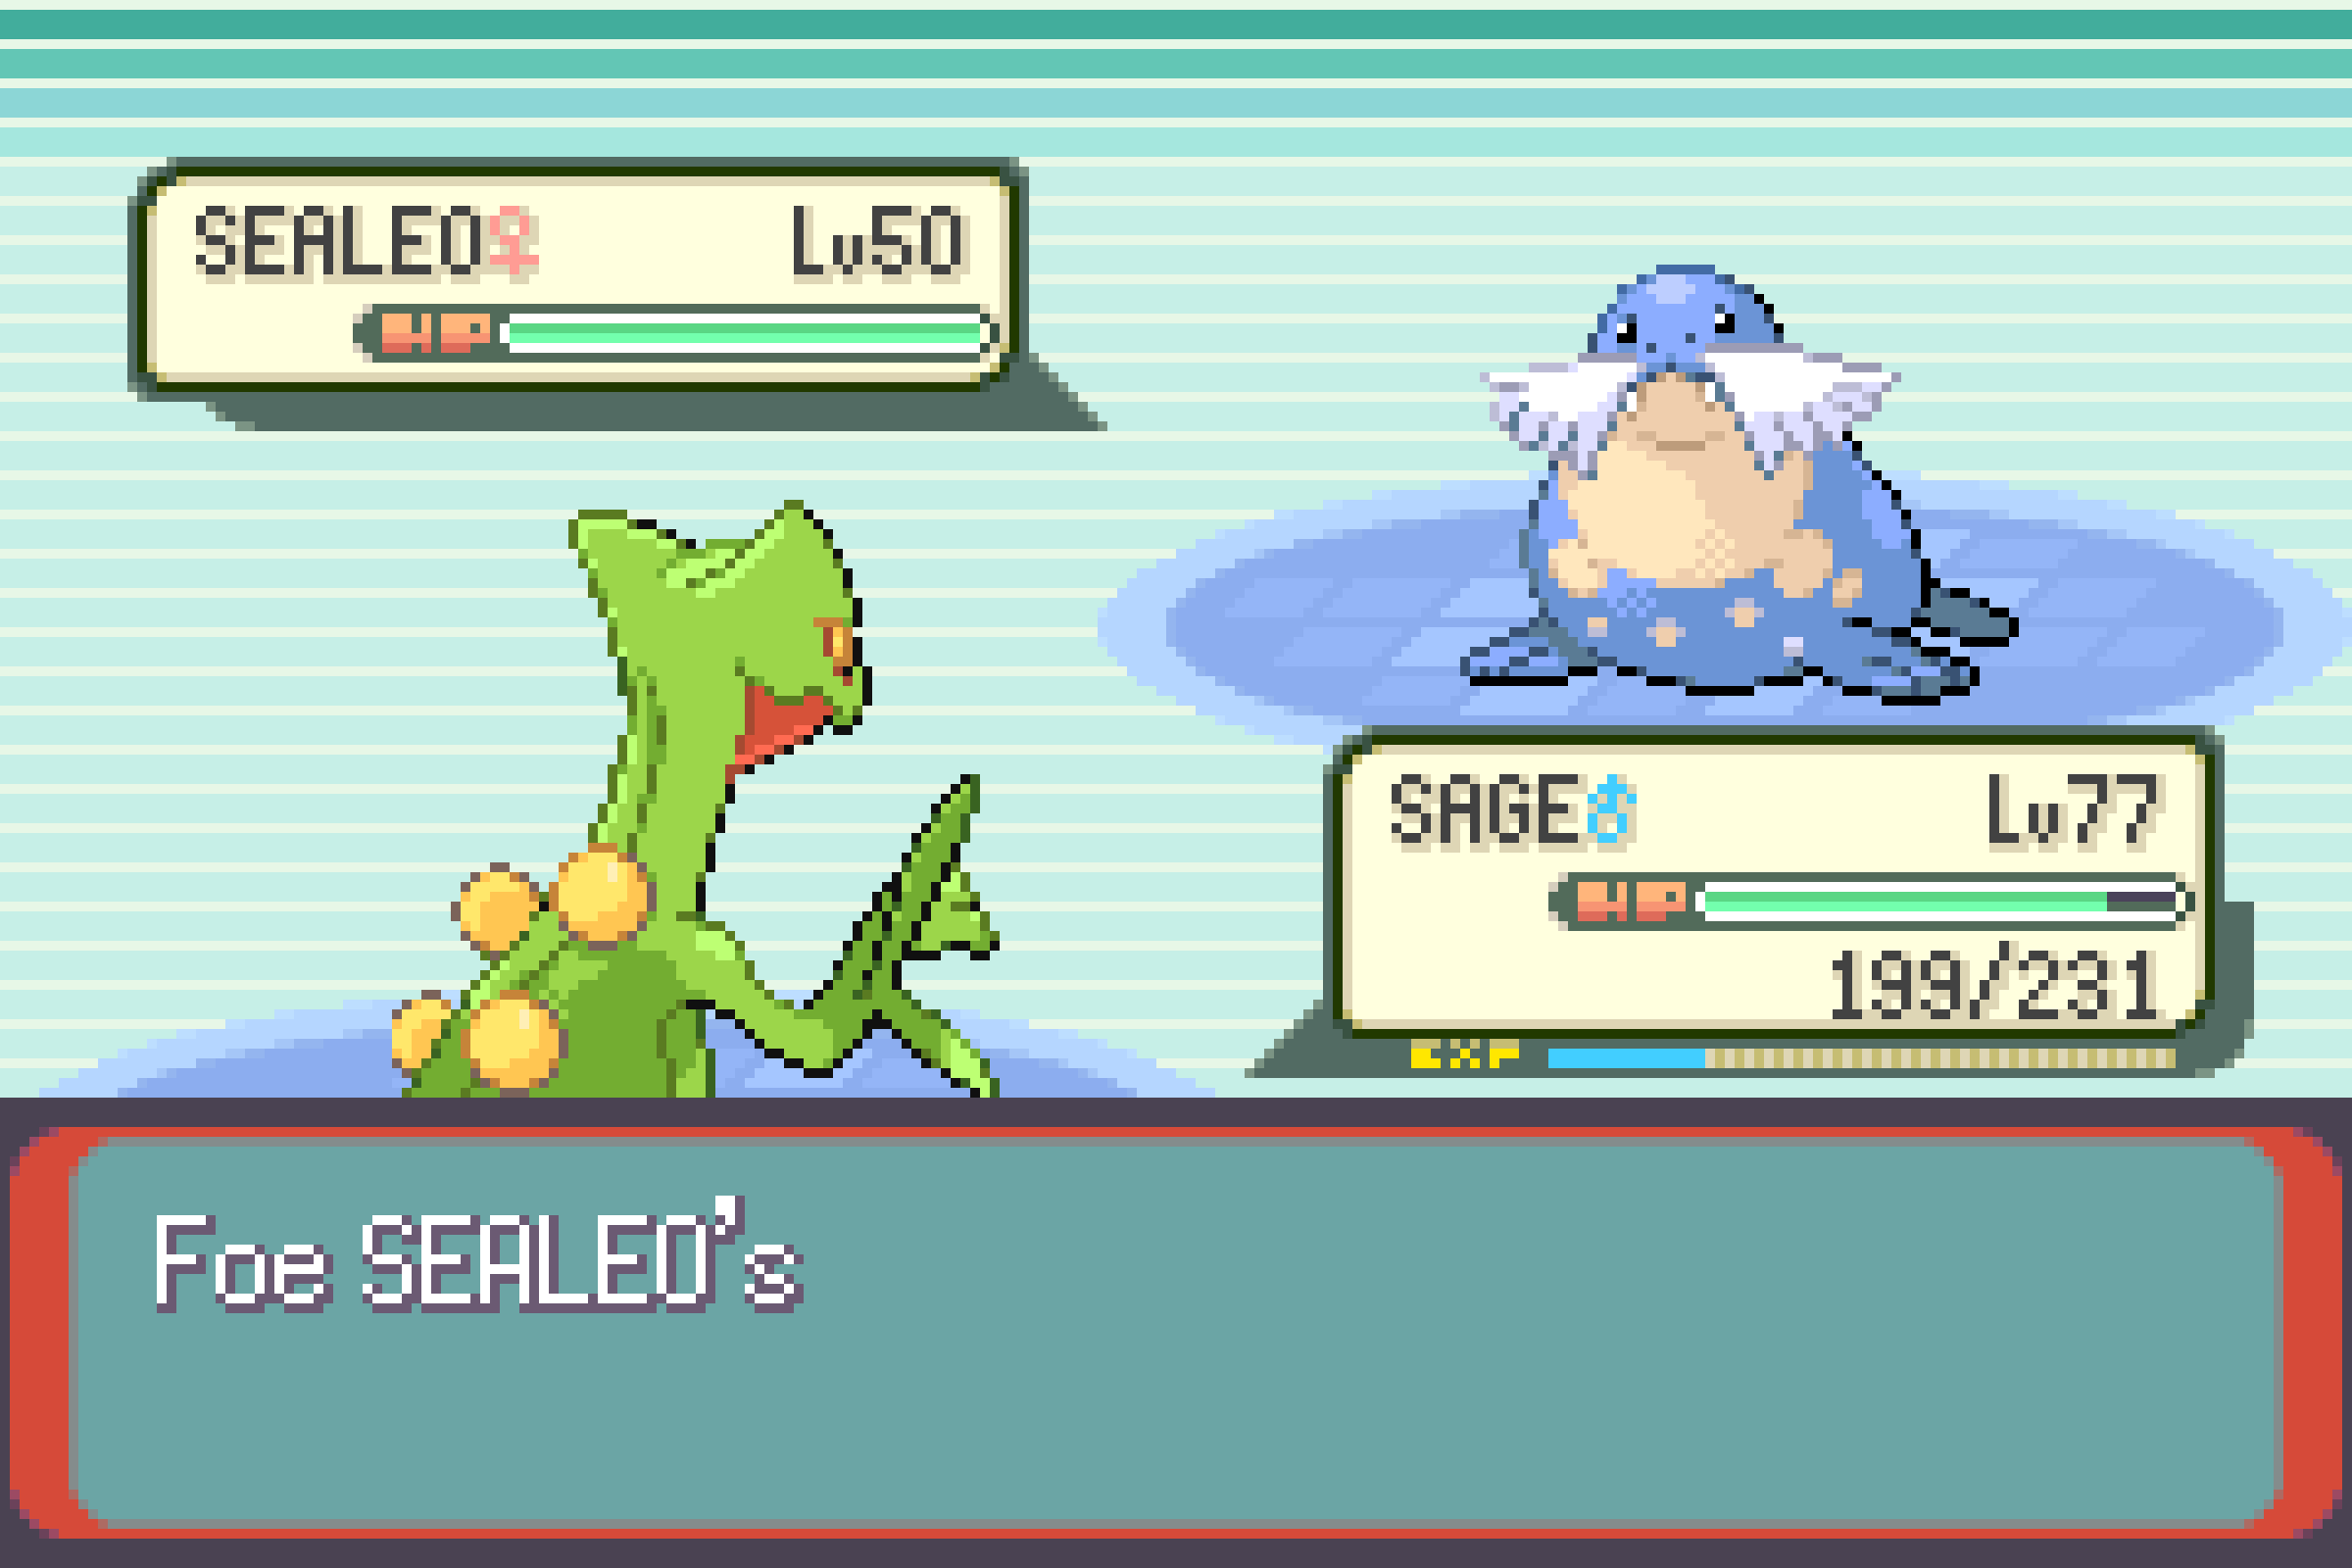 SEALEO♀ Lv50
HP
SAGE♂ Lv77
HP
199/231
EXP
Foe SEALEO's